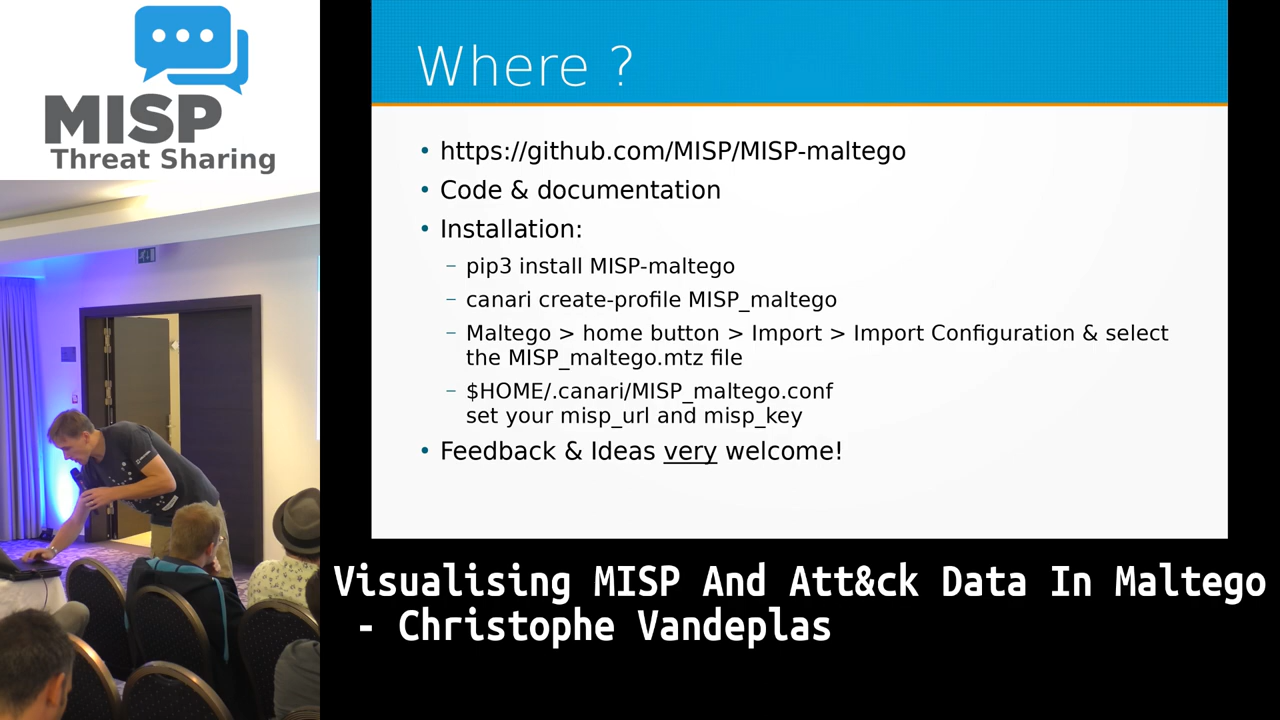 MISP
Threat Sharing
Where ?
• https://github.com/MISP/MISP-maltego
• Code & documentation
• Installation:
– pip3 install MISP-maltego
– canari create-profile MISP_maltego
– Maltego > home button > Import > Import Configuration & select
the MISP_maltego.mtz file
– $HOME/.canari/MISP_maltego.conf
set your misp_url and misp_key
• Feedback & Ideas very welcome!
Visualising MISP And Att&ck Data In Maltego
- Christophe Vandeplas